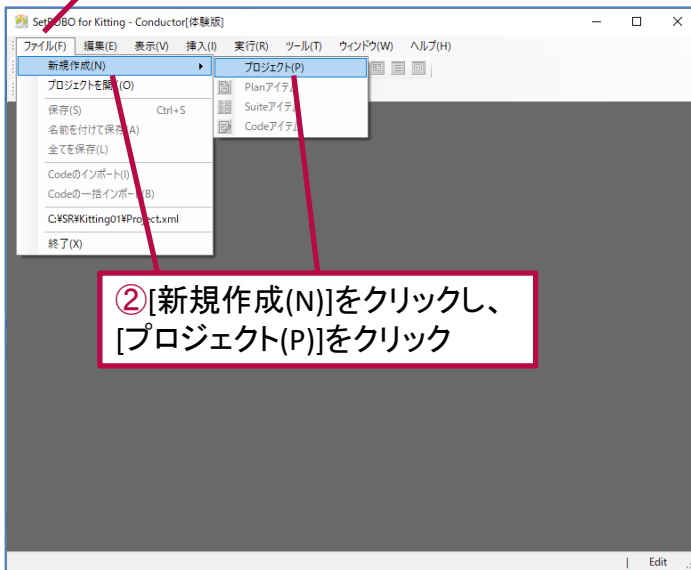 SetROBO for Kitting - Conductor[体験版]
ファイル(F) 編集(E) 表示(V) 挿入(I) 実行(R) ツール(T) ウィンドウ(W) ヘルプ(H)
新規作成(N)
プロジェクト(P)
プロジェクトを開く(O)
Planアイテム
保存(S) Ctrl+S
Suiteアイテム
名前を付けて保存(A)
Codeアイテム
全てを保存(L)
Codeのインポート(I)
Codeの一括インポート(B)
C:¥SR¥Kitting01¥Project.xml
終了(X)
②[新規作成(N)]をクリックし、
[プロジェクト(P)]をクリック
Edit